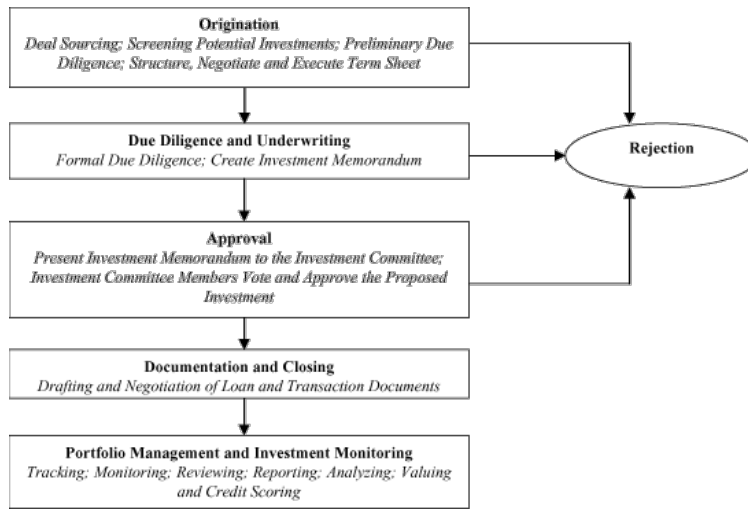 Origination
Deal Sourcing; Screening Potential Investments; Preliminary Due
Diligence; Structure, Negotiate and Execute Term Sheet
Due Diligence and Underwriting
Formal Due Diligence; Create Investment Memorandum
Rejection
Approval
Present Investment Memorandum to the Investment Committee;
Investment Committee Members Vote and Approve the Proposed
Investment
Documentation and Closing
Drafting and Negotiation of Loan and Transaction Documents
Portfolio Management and Investment Monitoring
Tracking; Monitoring; Reviewing; Reporting; Analyzing; Valuing
and Credit Scoring